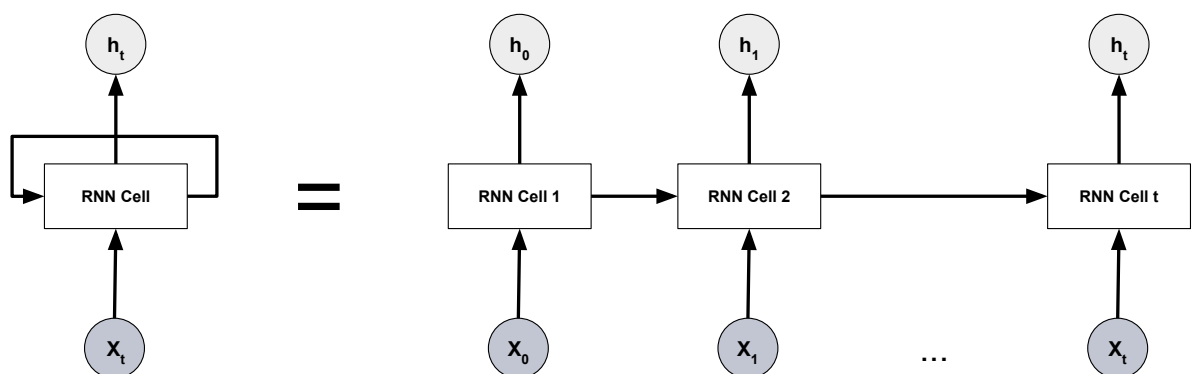 hₜ
h₀
h₁
hₜ
RNN Cell
=
RNN Cell 1
RNN Cell 2
RNN Cell t
Xₜ
X₀
X₁
...
Xₜ